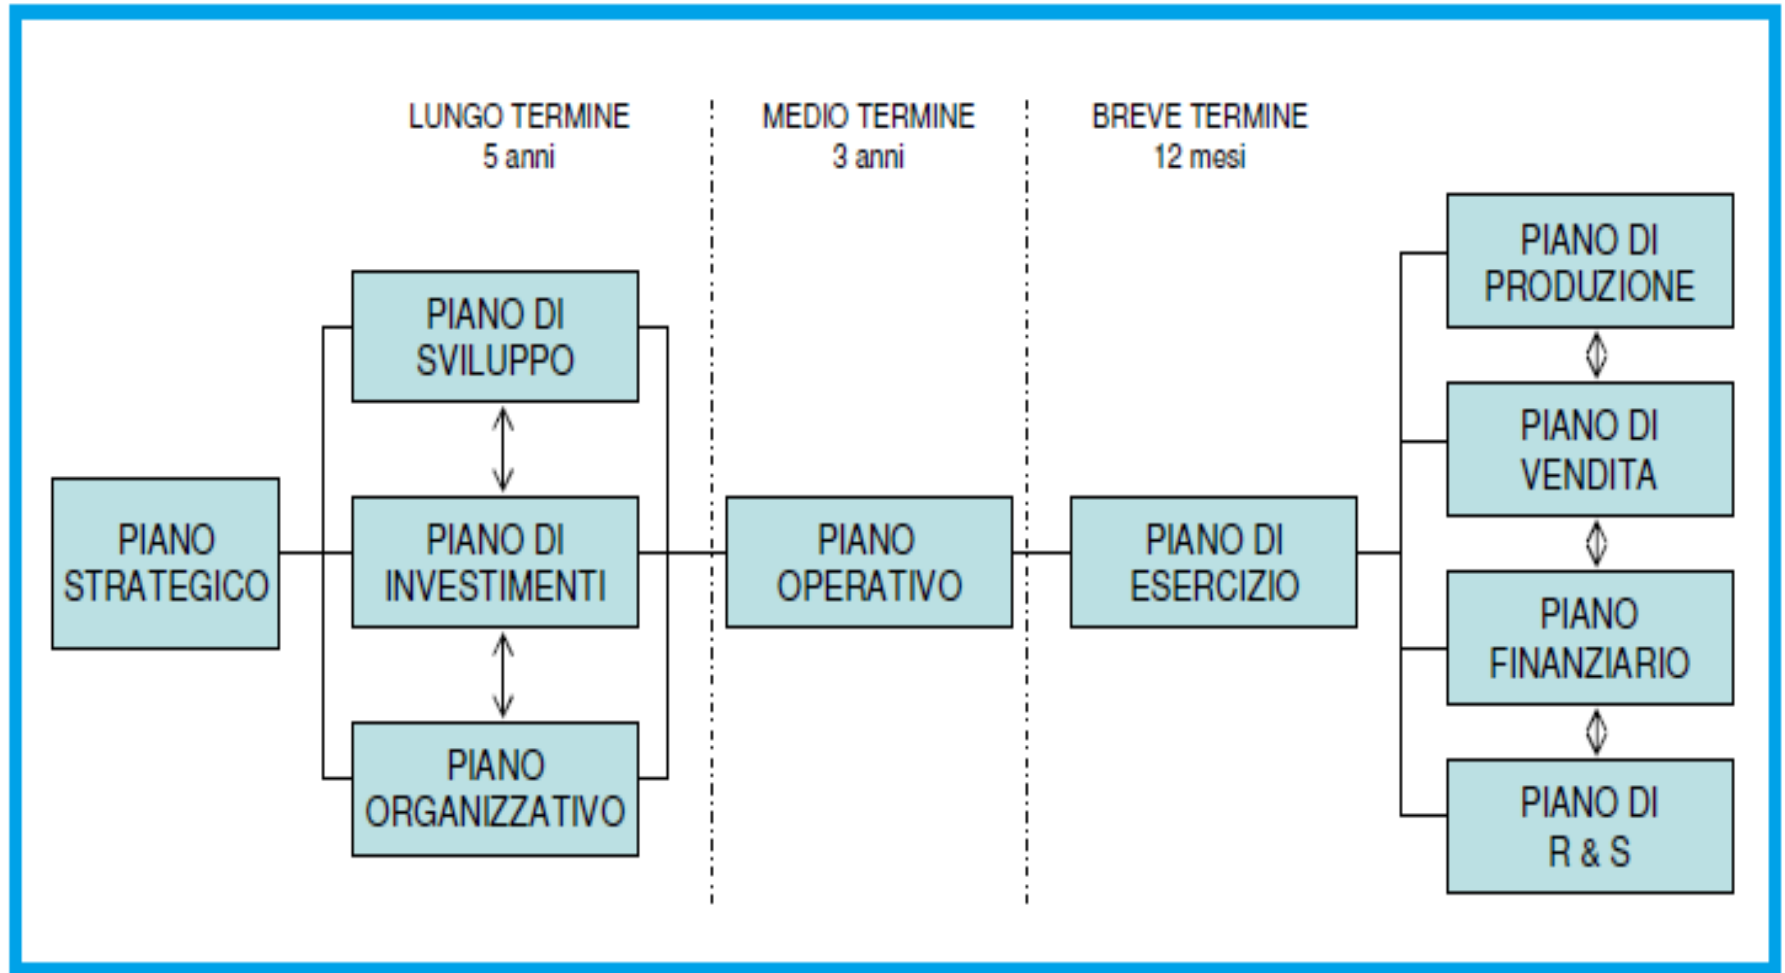 LUNGO TERMINE
5 anni
MEDIO TERMINE
3 anni
BREVE TERMINE
12 mesi
PIANO
STRATEGICO
PIANO DI
SVILUPPO
PIANO DI
INVESTIMENTI
PIANO
ORGANIZZATIVO
PIANO
OPERATIVO
PIANO DI
ESERCIZIO
PIANO DI
PRODUZIONE
PIANO DI
VENDITA
PIANO
FINANZIARIO
PIANO DI
R & S